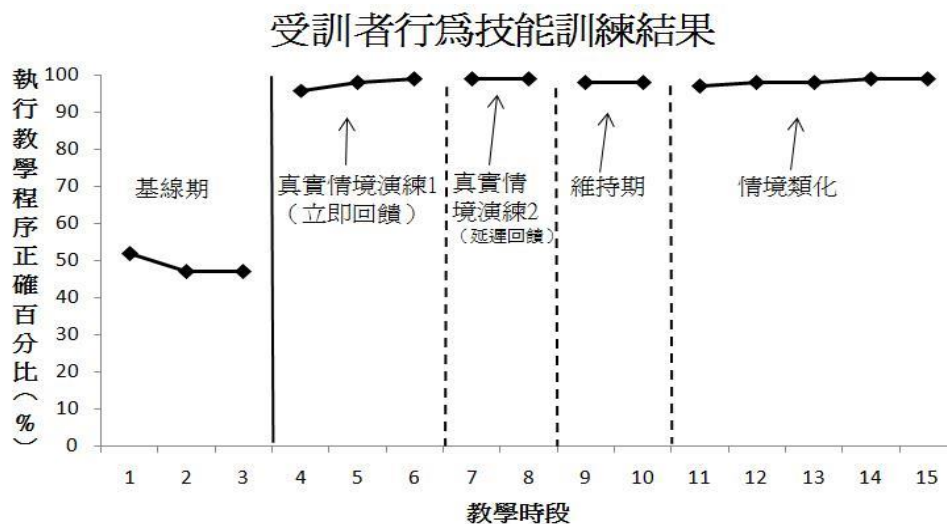 受訓者行為技能訓練結果
執行教學程序正確百分比（%）
100
90
80
70
60
50
40
30
20
10
0
基線期
真實情境演練1
（立即回饋）
真實情
境演練2
（延遲回饋）
維持期
情境類化
1 2 3 4 5 6 7 8 9 10 11 12 13 14 15
教學時段